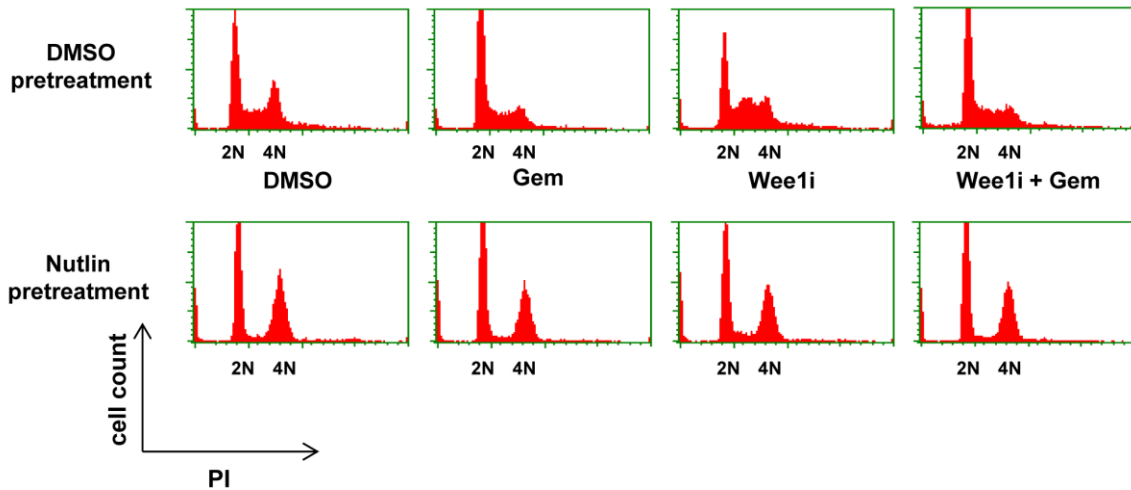 DMSO
pretreatment
2N 4N
2N 4N
2N 4N
2N 4N
DMSO
Gem
Wee1i
Wee1i + Gem
Nutlin
pretreatment
2N 4N
2N 4N
2N 4N
2N 4N
cell count
PI